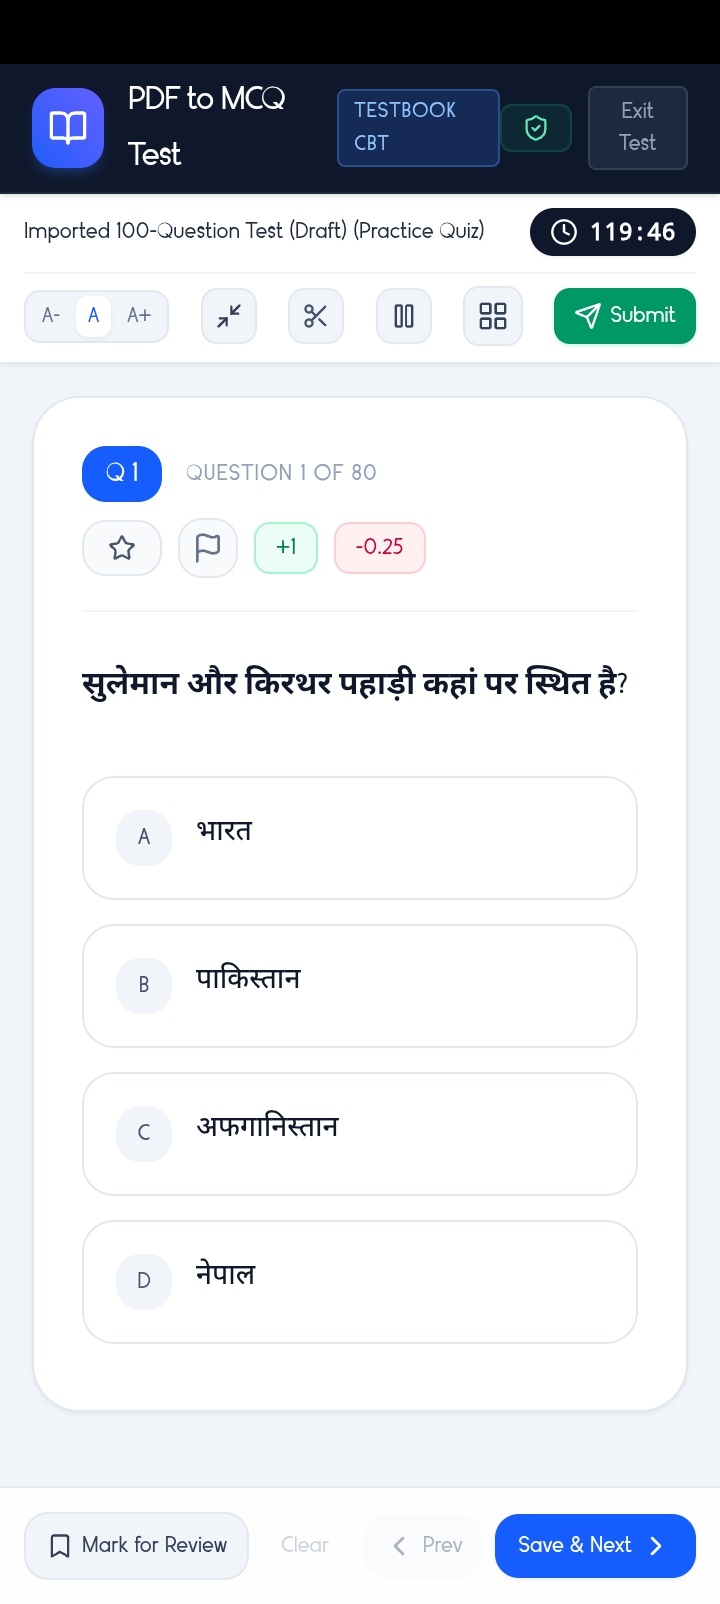 PDF to MCQ
Test
TESTBOOK
CBT
Exit
Test
Imported 100-Question Test (Draft) (Practice Quiz)
119:46
A- A A+
Submit
Q 1 QUESTION 1 OF 80
+1 -0.25
सुलेमान और किरथर पहाड़ी कहां पर स्थित है?
A भारत
B पाकिस्तान
C अफगानिस्तान
D नेपाल
Mark for Review Clear Prev Save & Next